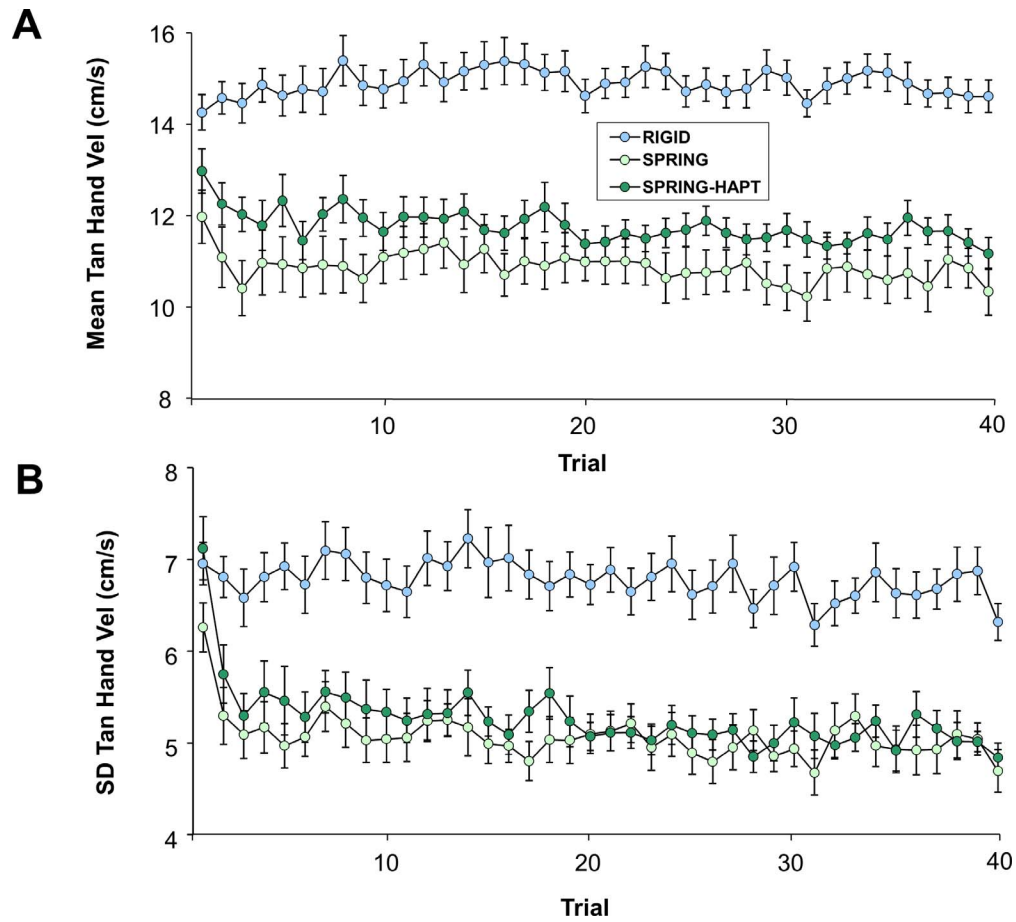 A
Mean Tan Hand Vel (cm/s)
16
14
12
10
8
RIGID
SPRING
SPRING-HAPT
10
20
30
40
Trial
B
SD Tan Hand Vel (cm/s)
8
7
6
5
4
10
20
30
40
Trial